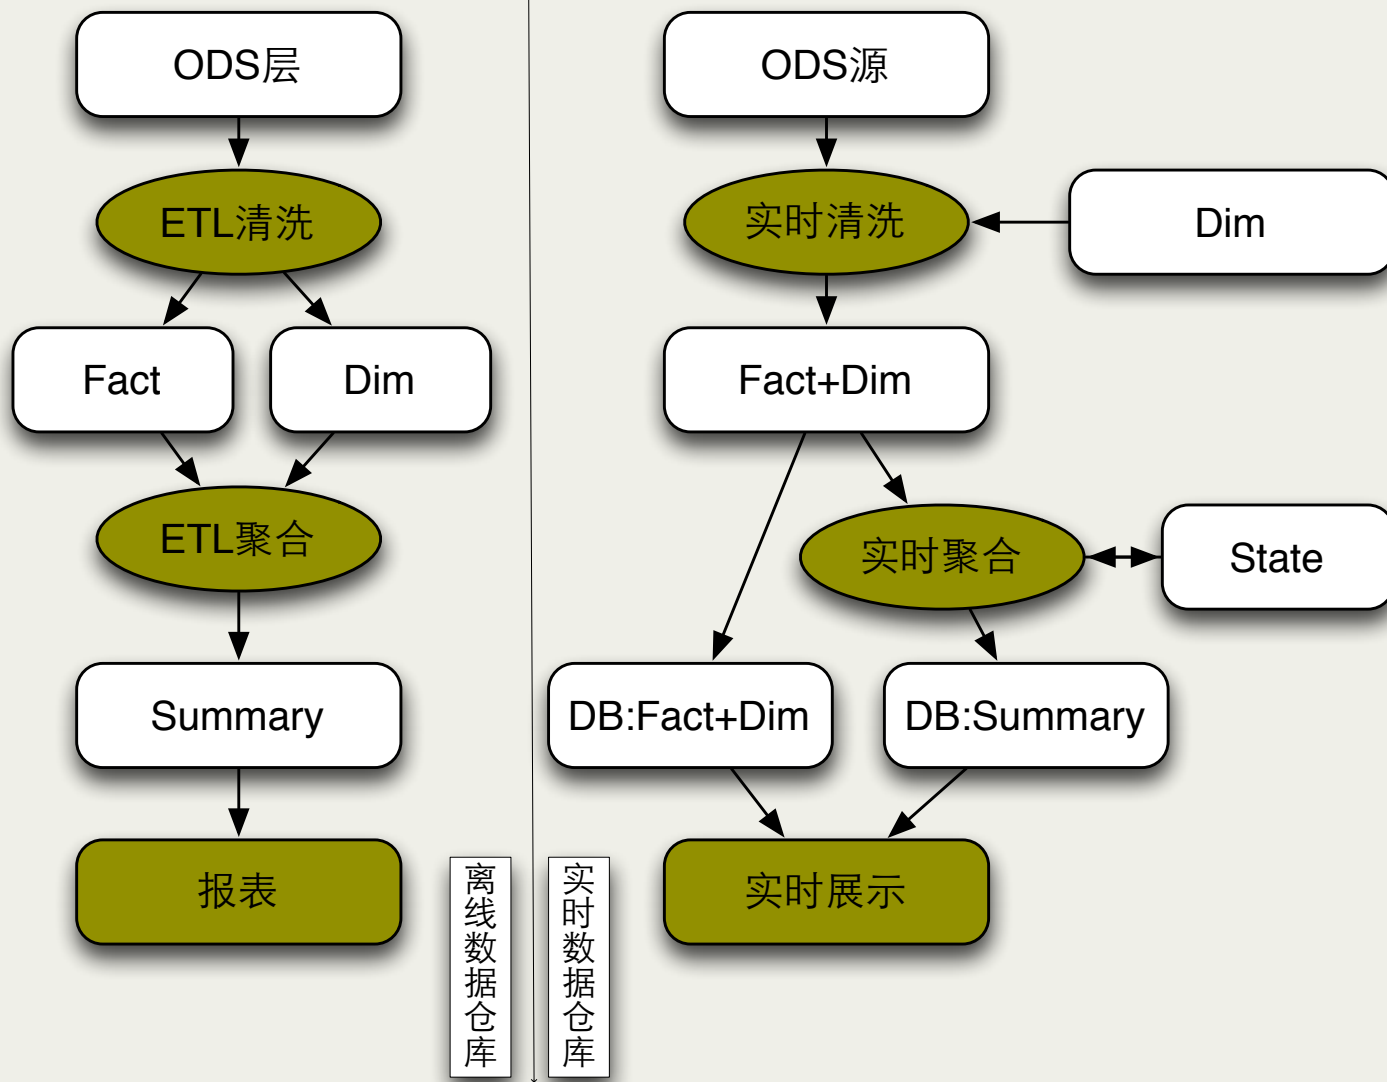 ODS层
ETL清洗
Fact
Dim
ETL聚合
Summary
报表
离线数据仓库
ODS源
实时清洗
Dim
Fact+Dim
实时聚合
State
DB:Fact+Dim
DB:Summary
实时展示
实时数据仓库